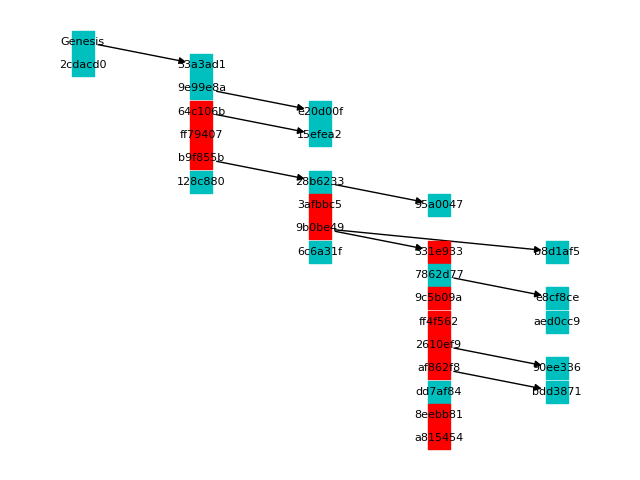 Genesis
2cdacd0
53a3ad1
9e99e8a
64c106b
ff79407
b9f855b
128c880
e20d00f
15efea2
28b6233
3afbbc5
9b0be49
6c6a31f
95a0047
531e933
7862d77
9c5b09a
ff4f562
2610ef9
af862f8
dd7af84
8eebb81
a815454
b8d1af5
e8cf8ce
aed0cc9
90ee336
bdd3871